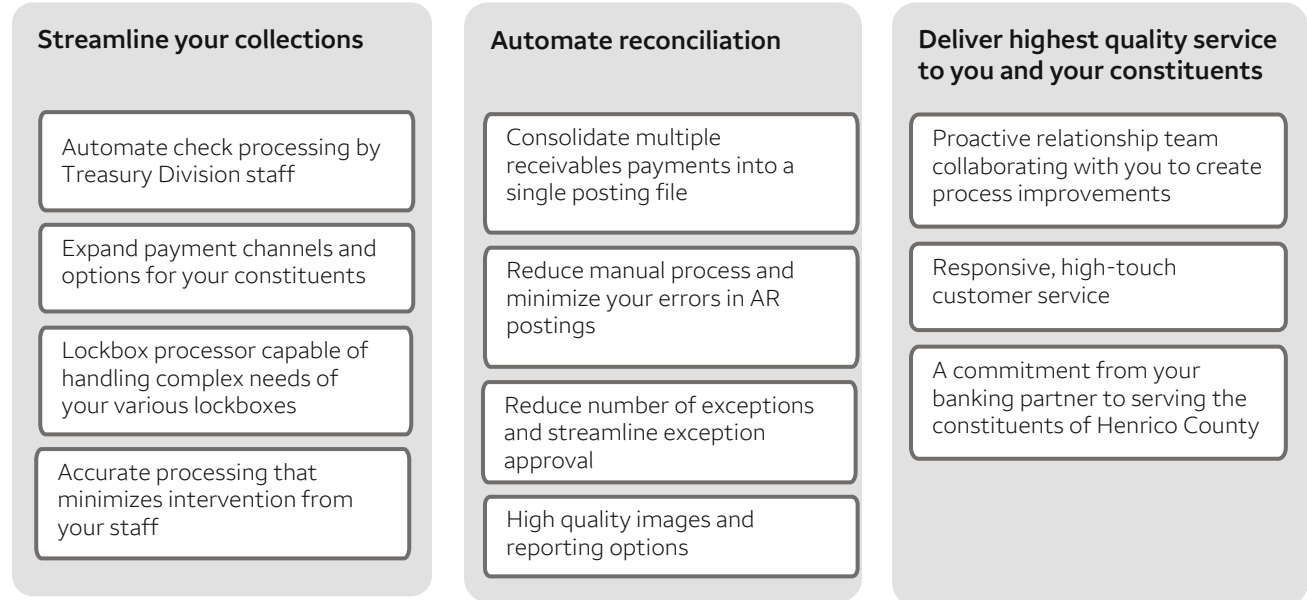 Streamline your collections
Automate check processing by
Treasury Division staff
Expand payment channels and
options for your constituents
Lockbox processor capable of
handling complex needs of
your various lockboxes
Accurate processing that
minimizes intervention from
your staff
Automate reconciliation
Consolidate multiple
receivables payments into a
single posting file
Reduce manual process and
minimize your errors in AR
postings
Reduce number of exceptions
and streamline exception
approval
High quality images and
reporting options
Deliver highest quality service
to you and your constituents
Proactive relationship team
collaborating with you to create
process improvements
Responsive, high-touch
customer service
A commitment from your
banking partner to serving the
constituents of Henrico County